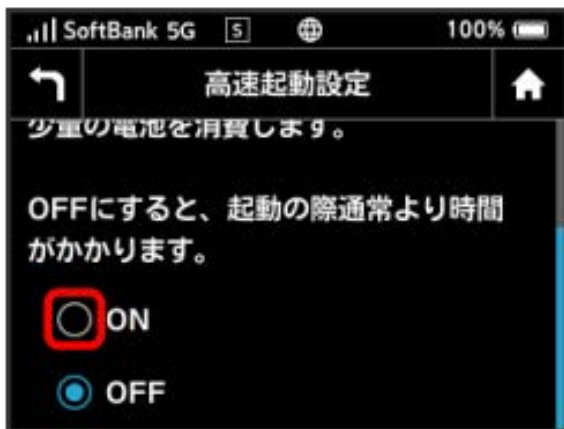 SoftBank 5G S 100%
高速起動設定
少量の電池を消費します。
OFFにすると、起動の際通常より時間
がかかります。
ON
OFF